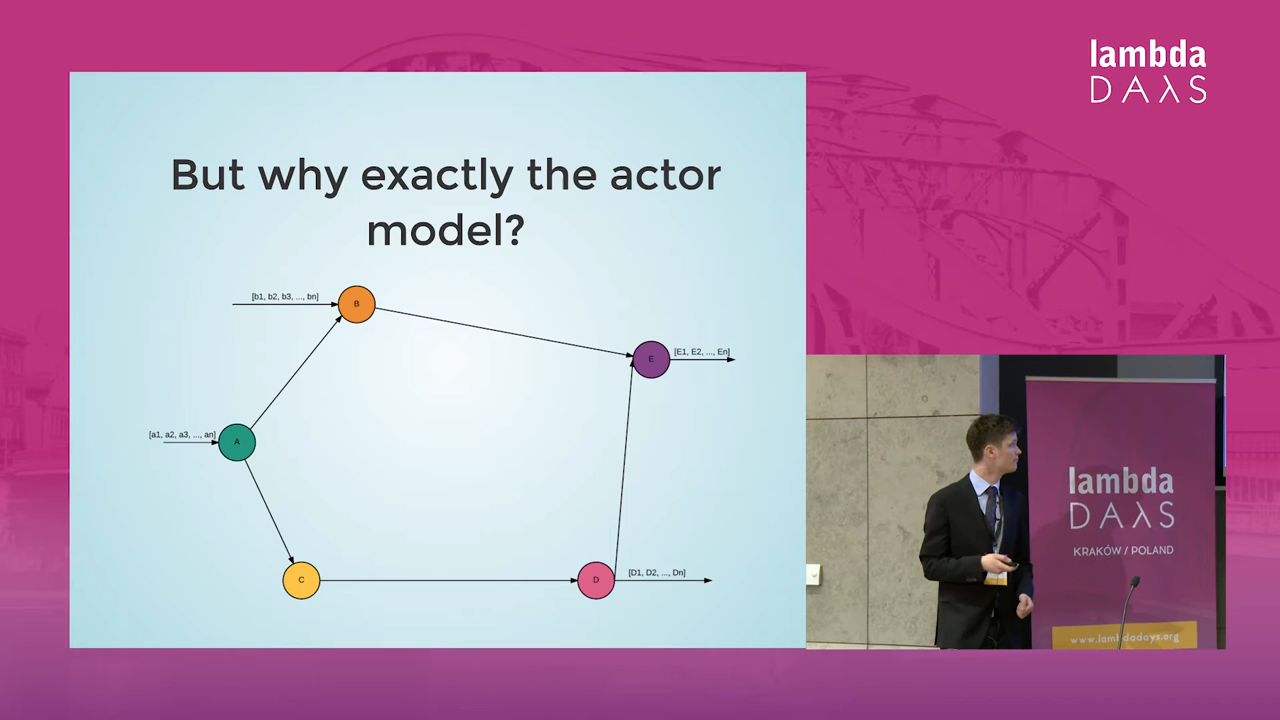 lambda
DAλS
But why exactly the actor
model?
[b1, b2, b3, ..., bn]
B
E
[E1, E2, ..., En]
[a1, a2, a3, ..., an]
A
C
D
[D1, D2, ..., Dn]
lambda
DAλS
KRAKÓW / POLAND
www.lambdadays.org